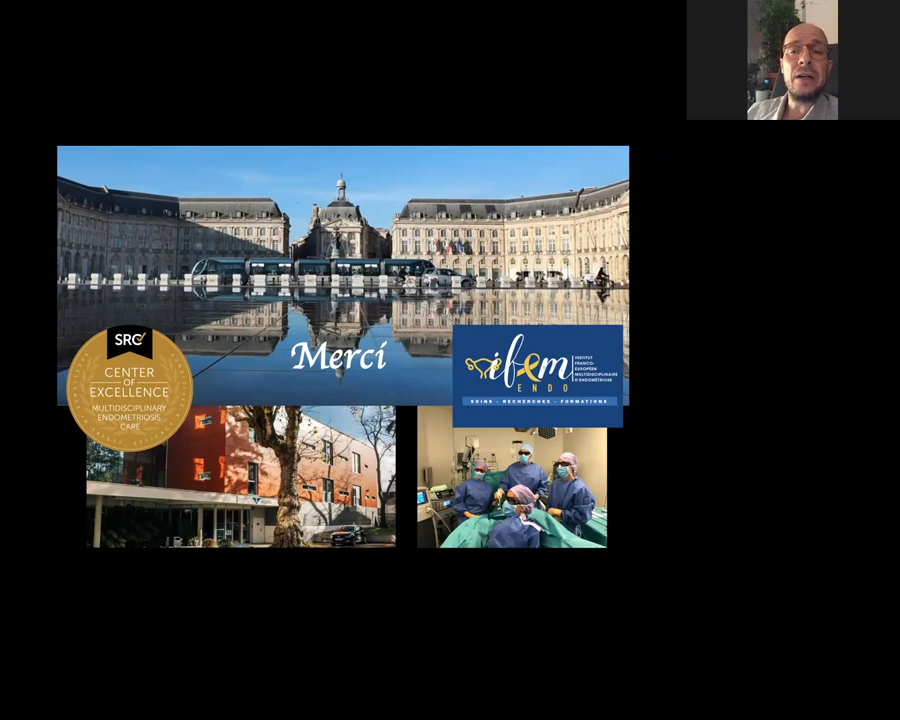 Merci
SRC
CENTER
OF
EXCELLENCE
MULTIDISCIPLINARY
ENDOMETRIOSIS
CARE
ifem
ENDO
INSTITUT
FRANCO-
EUROPÉEN
MULTIDISCIPLINAIRE
D'ENDOMÉTRIOSE
SOINS - RECHERCHES - FORMATIONS